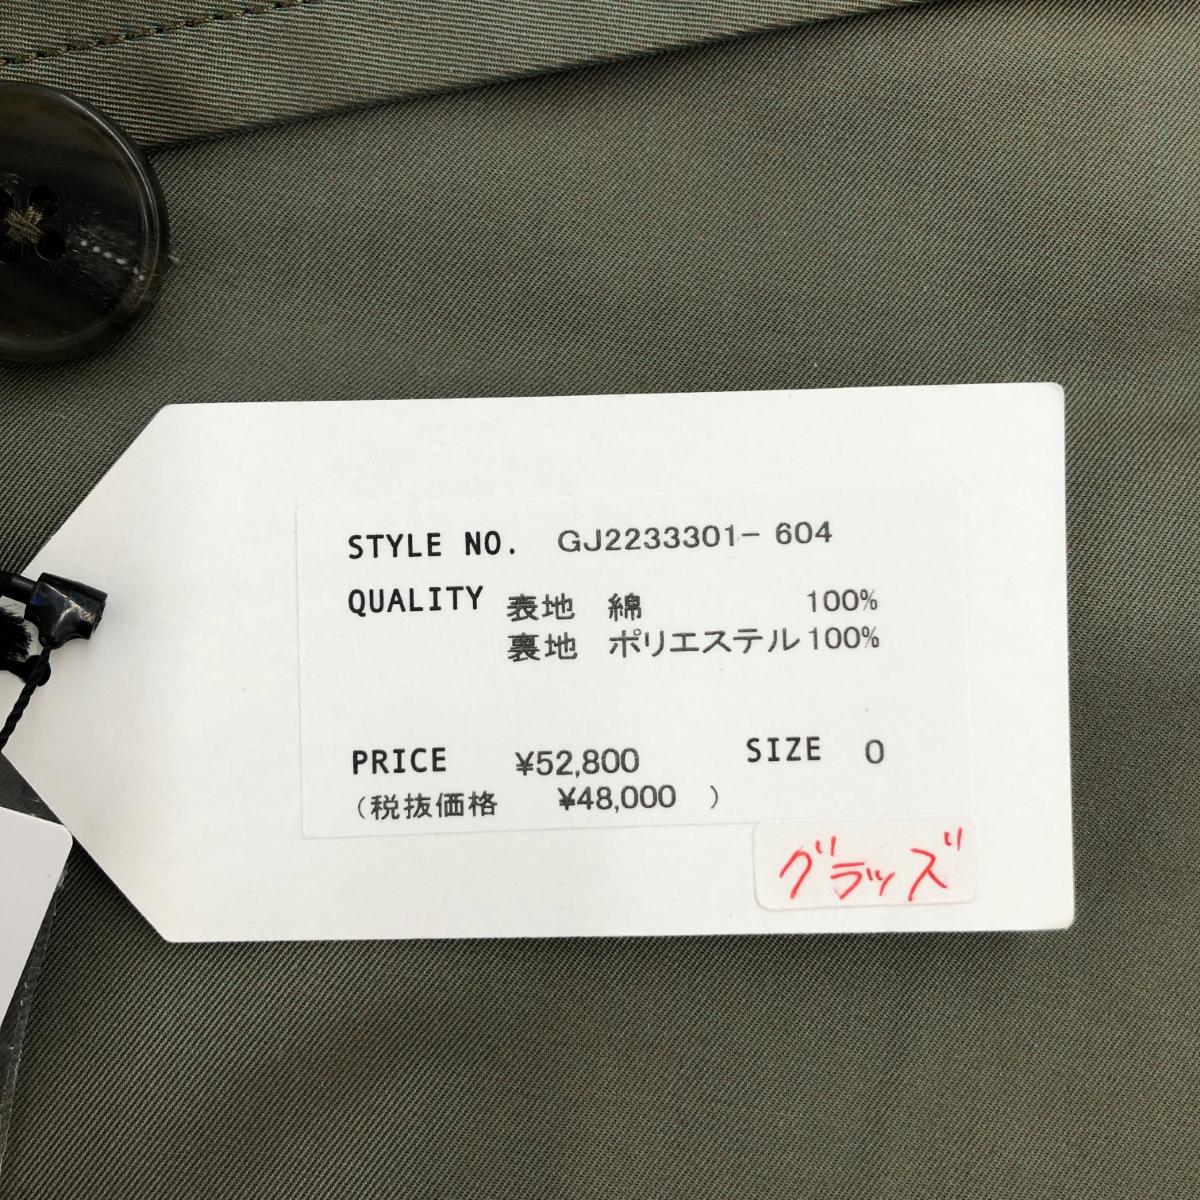 STYLE NO. GJ2233301-604
QUALITY 表地 綿 100%
裏地 ポリエステル 100%
PRICE ¥52,800 SIZE 0
(税抜価格 ¥48,000 )
グラッズ